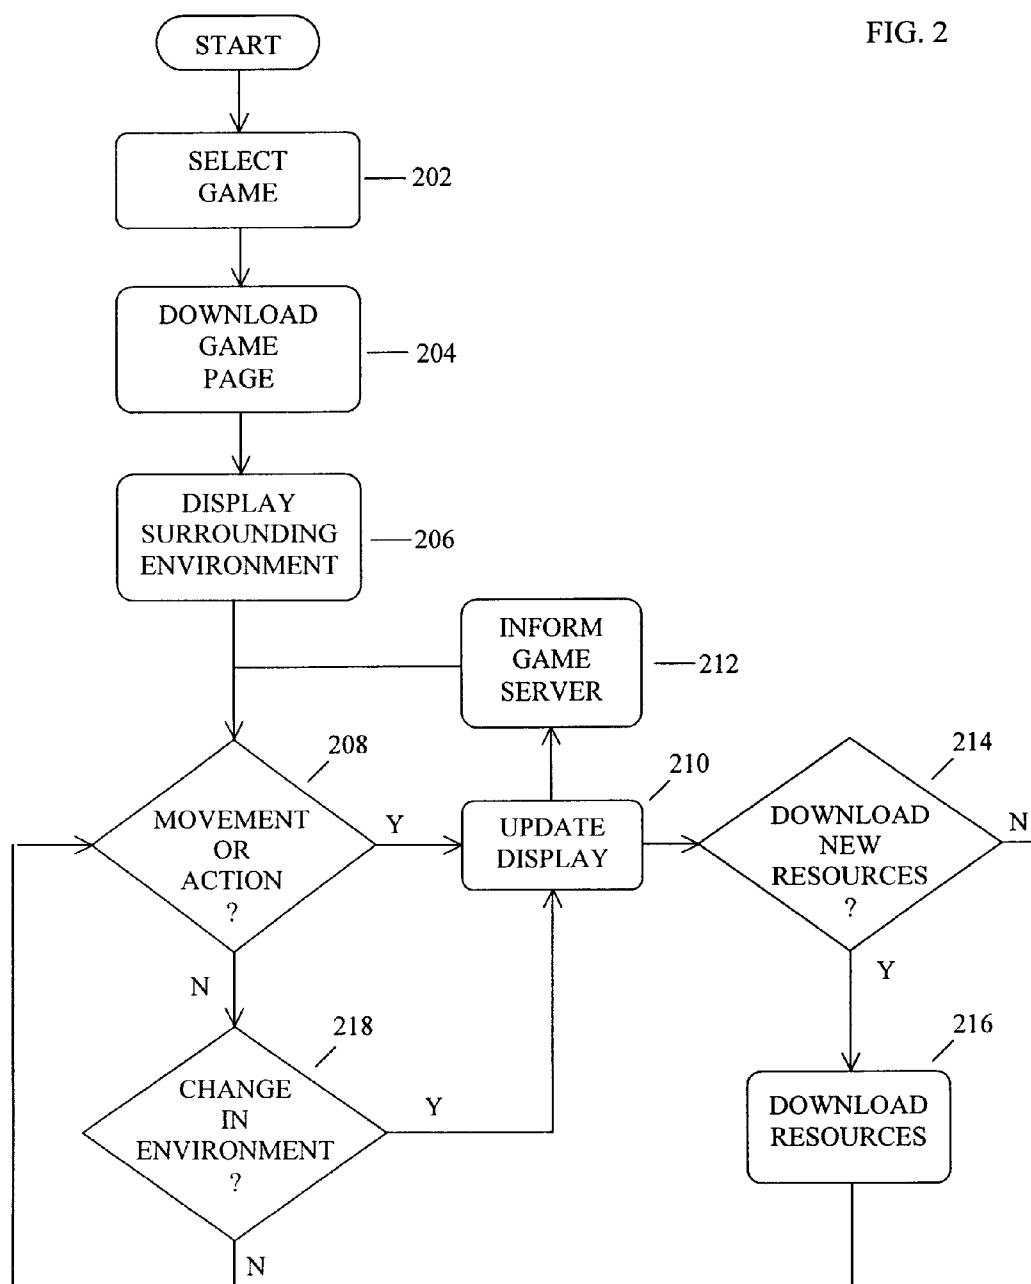 FIG. 2
START
SELECT
GAME
202
DOWNLOAD
GAME
PAGE
204
DISPLAY
SURROUNDING
ENVIRONMENT
206
INFORM
GAME
SERVER
212
208
MOVEMENT
OR
ACTION
?
Y
N
210
UPDATE
DISPLAY
214
DOWNLOAD
NEW
RESOURCES
?
N
Y
218
CHANGE
IN
ENVIRONMENT
?
Y
N
216
DOWNLOAD
RESOURCES